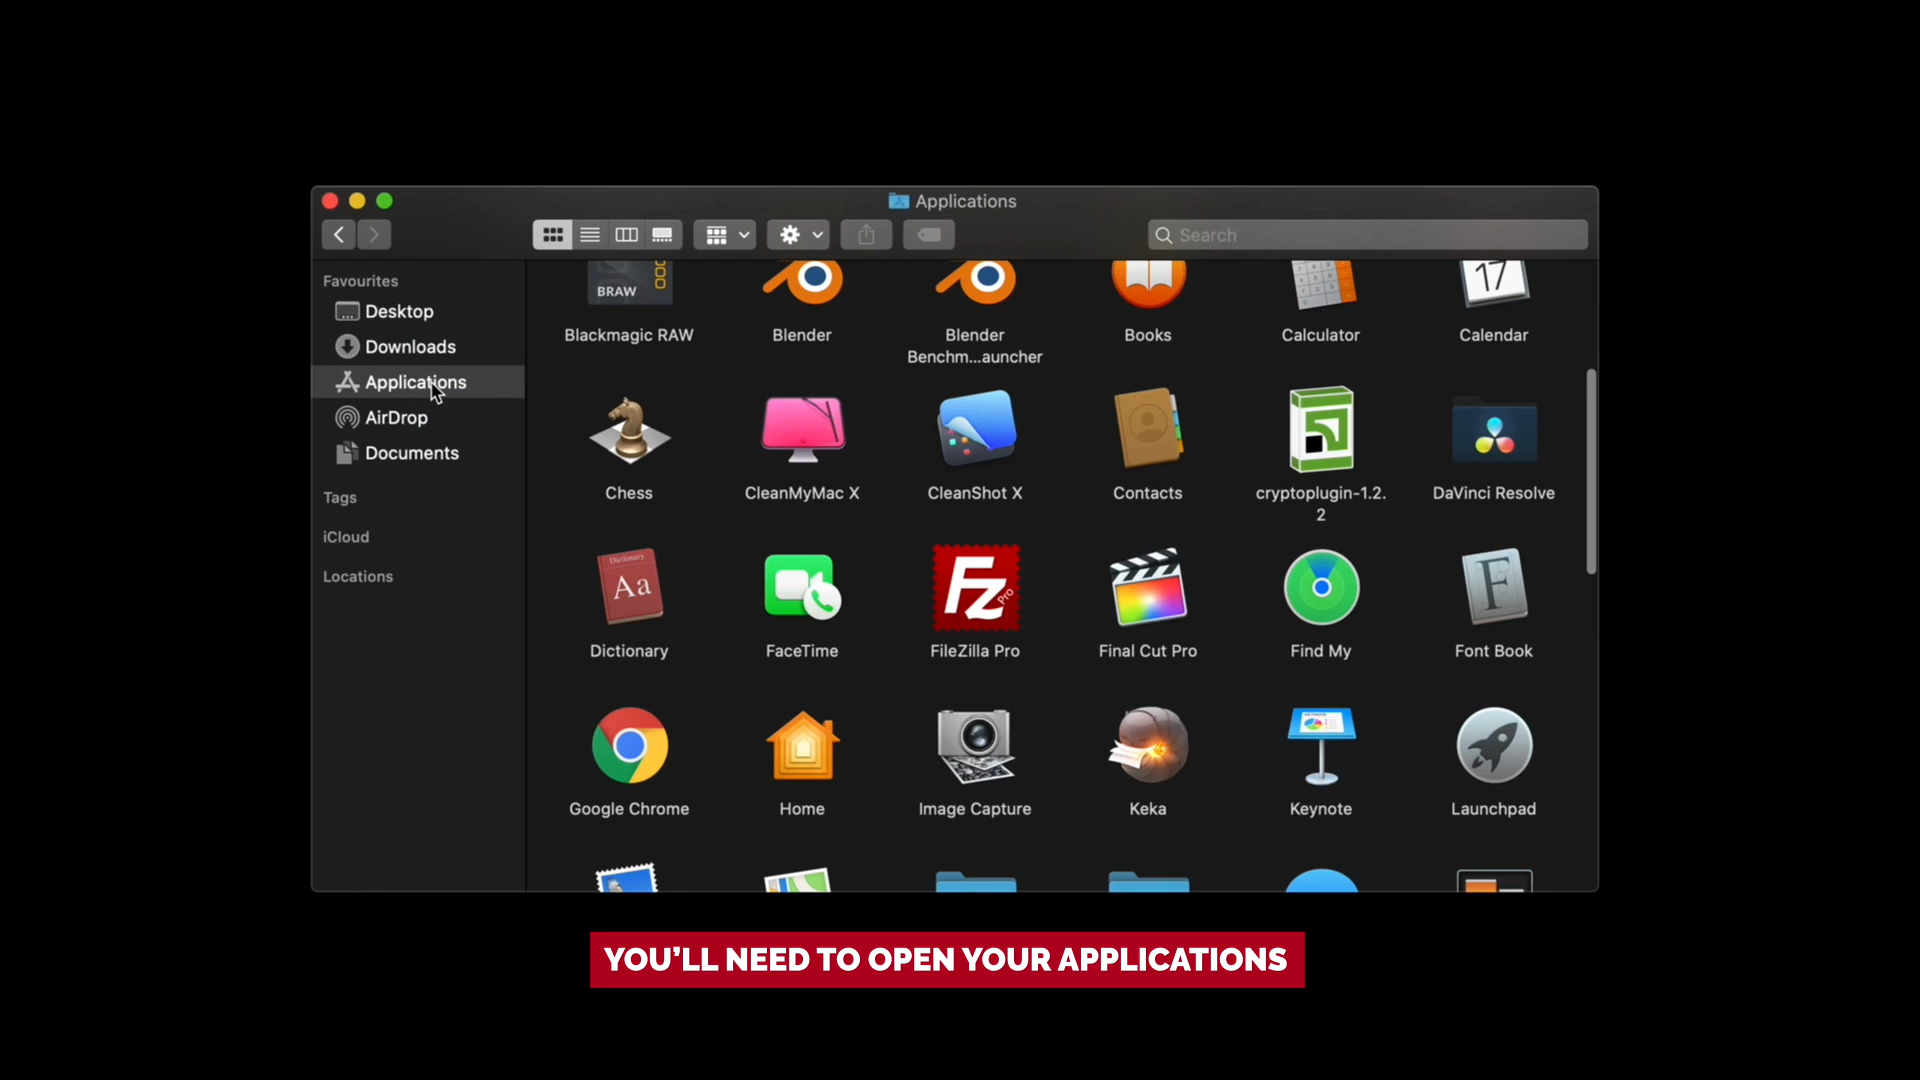 Applications
Search
Favourites
Desktop
Downloads
Applications
AirDrop
Documents
Tags
iCloud
Locations
BRAW
17
Blackmagic RAW
Blender
Blender
Benchm...auncher
Books
Calculator
Calendar
Chess
CleanMyMac X
CleanShot X
Contacts
cryptoplugin-1.2.
2
DaVinci Resolve
Dictionary
Aa
Fz Pro
F
Dictionary
FaceTime
FileZilla Pro
Final Cut Pro
Find My
Font Book
Google Chrome
Home
Image Capture
Keka
Keynote
Launchpad
YOU'LL NEED TO OPEN YOUR APPLICATIONS